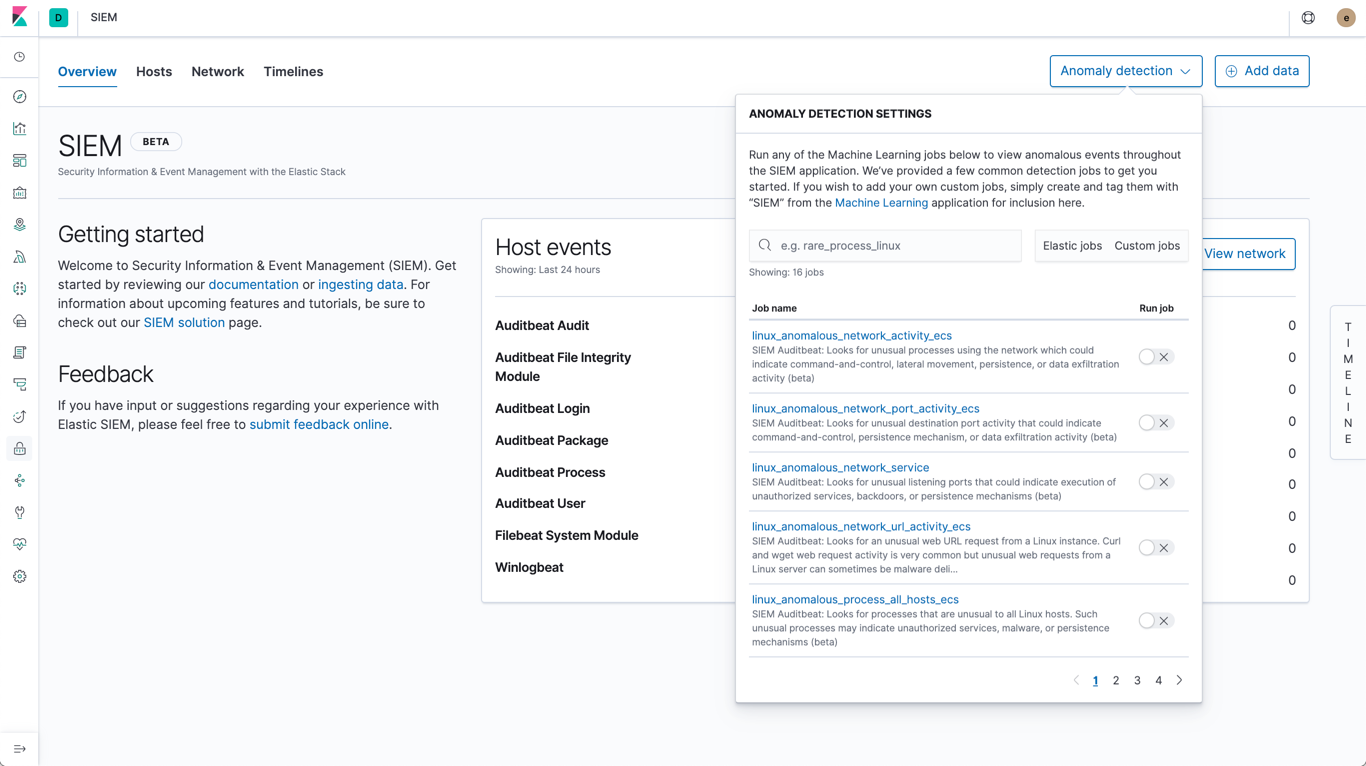 D
SIEM
e
Overview
Hosts
Network
Timelines
Anomaly detection
Add data
SIEM
BETA
Security Information & Event Management with the Elastic Stack
Getting started
Welcome to Security Information & Event Management (SIEM). Get
started by reviewing our documentation or ingesting data. For
information about upcoming features and tutorials, be sure to
check out our SIEM solution page.
Feedback
If you have input or suggestions regarding your experience with
Elastic SIEM, please feel free to submit feedback online.
Host events
Showing: Last 24 hours
Auditbeat Audit
Auditbeat File Integrity
Module
Auditbeat Login
Auditbeat Package
Auditbeat Process
Auditbeat User
Filebeat System Module
Winlogbeat
ANOMALY DETECTION SETTINGS
Run any of the Machine Learning jobs below to view anomalous events throughout
the SIEM application. We’ve provided a few common detection jobs to get you
started. If you wish to add your own custom jobs, simply create and tag them with
“SIEM” from the Machine Learning application for inclusion here.
e.g. rare_process_linux
Elastic jobs
Custom jobs
Showing: 16 jobs
Job name
Run job
linux_anomalous_network_activity_ecs
SIEM Auditbeat: Looks for unusual processes using the network which could
indicate command-and-control, lateral movement, persistence, or data exfiltration
activity (beta)
linux_anomalous_network_port_activity_ecs
SIEM Auditbeat: Looks for unusual destination port activity that could indicate
command-and-control, persistence mechanism, or data exfiltration activity (beta)
linux_anomalous_network_service
SIEM Auditbeat: Looks for unusual listening ports that could indicate execution of
unauthorized services, backdoors, or persistence mechanisms (beta)
linux_anomalous_network_url_activity_ecs
SIEM Auditbeat: Looks for an unusual web URL request from a Linux instance. Curl
and wget web request activity is very common but unusual web requests from a
Linux server can sometimes be malware deli...
linux_anomalous_process_all_hosts_ecs
SIEM Auditbeat: Looks for processes that are unusual to all Linux hosts. Such
unusual processes may indicate unauthorized services, malware, or persistence
mechanisms (beta)
1 2 3 4
View network
0
0
0
0
0
0
0
0
0
TIMELINE